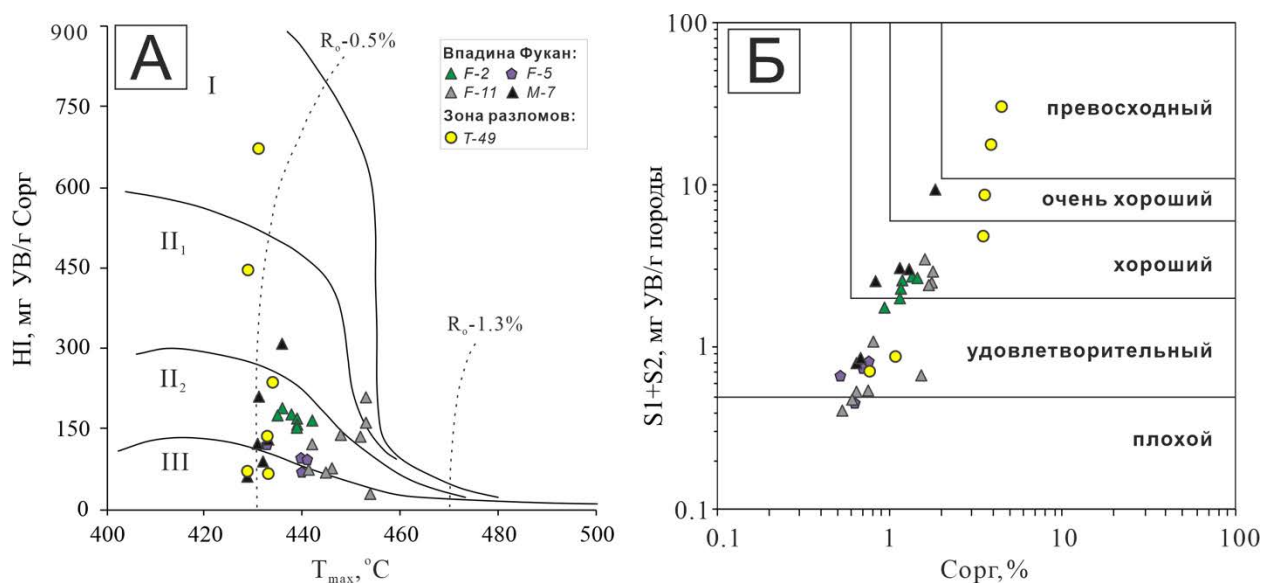 А
900
750
600
450
300
150
0
HI, мг УВ/г Сорг
400
420
440
460
480
500
Tmax, °C
I
II1
II2
III
Ro-0.5%
Ro-1.3%
Впадина Фукан:
F-2
F-5
F-11
M-7
Зона разломов:
T-49
Б
100
10
1
0.1
S1+S2, мг УВ/г породы
0.1
1
10
100
Сорг,%
превосходный
очень хороший
хороший
удовлетворительный
плохой